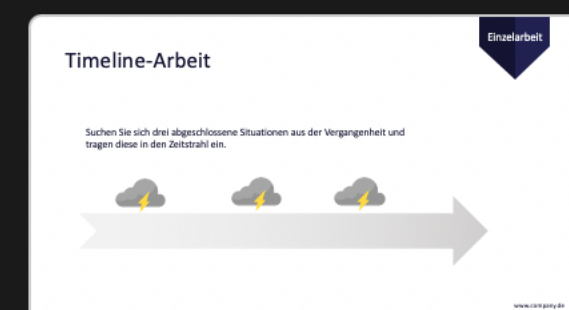 Einzelarbeit
Timeline-Arbeit
Suchen Sie sich drei abgeschlossene Situationen aus der Vergangenheit und
tragen diese in den Zeitstrahl ein.
www.company.de